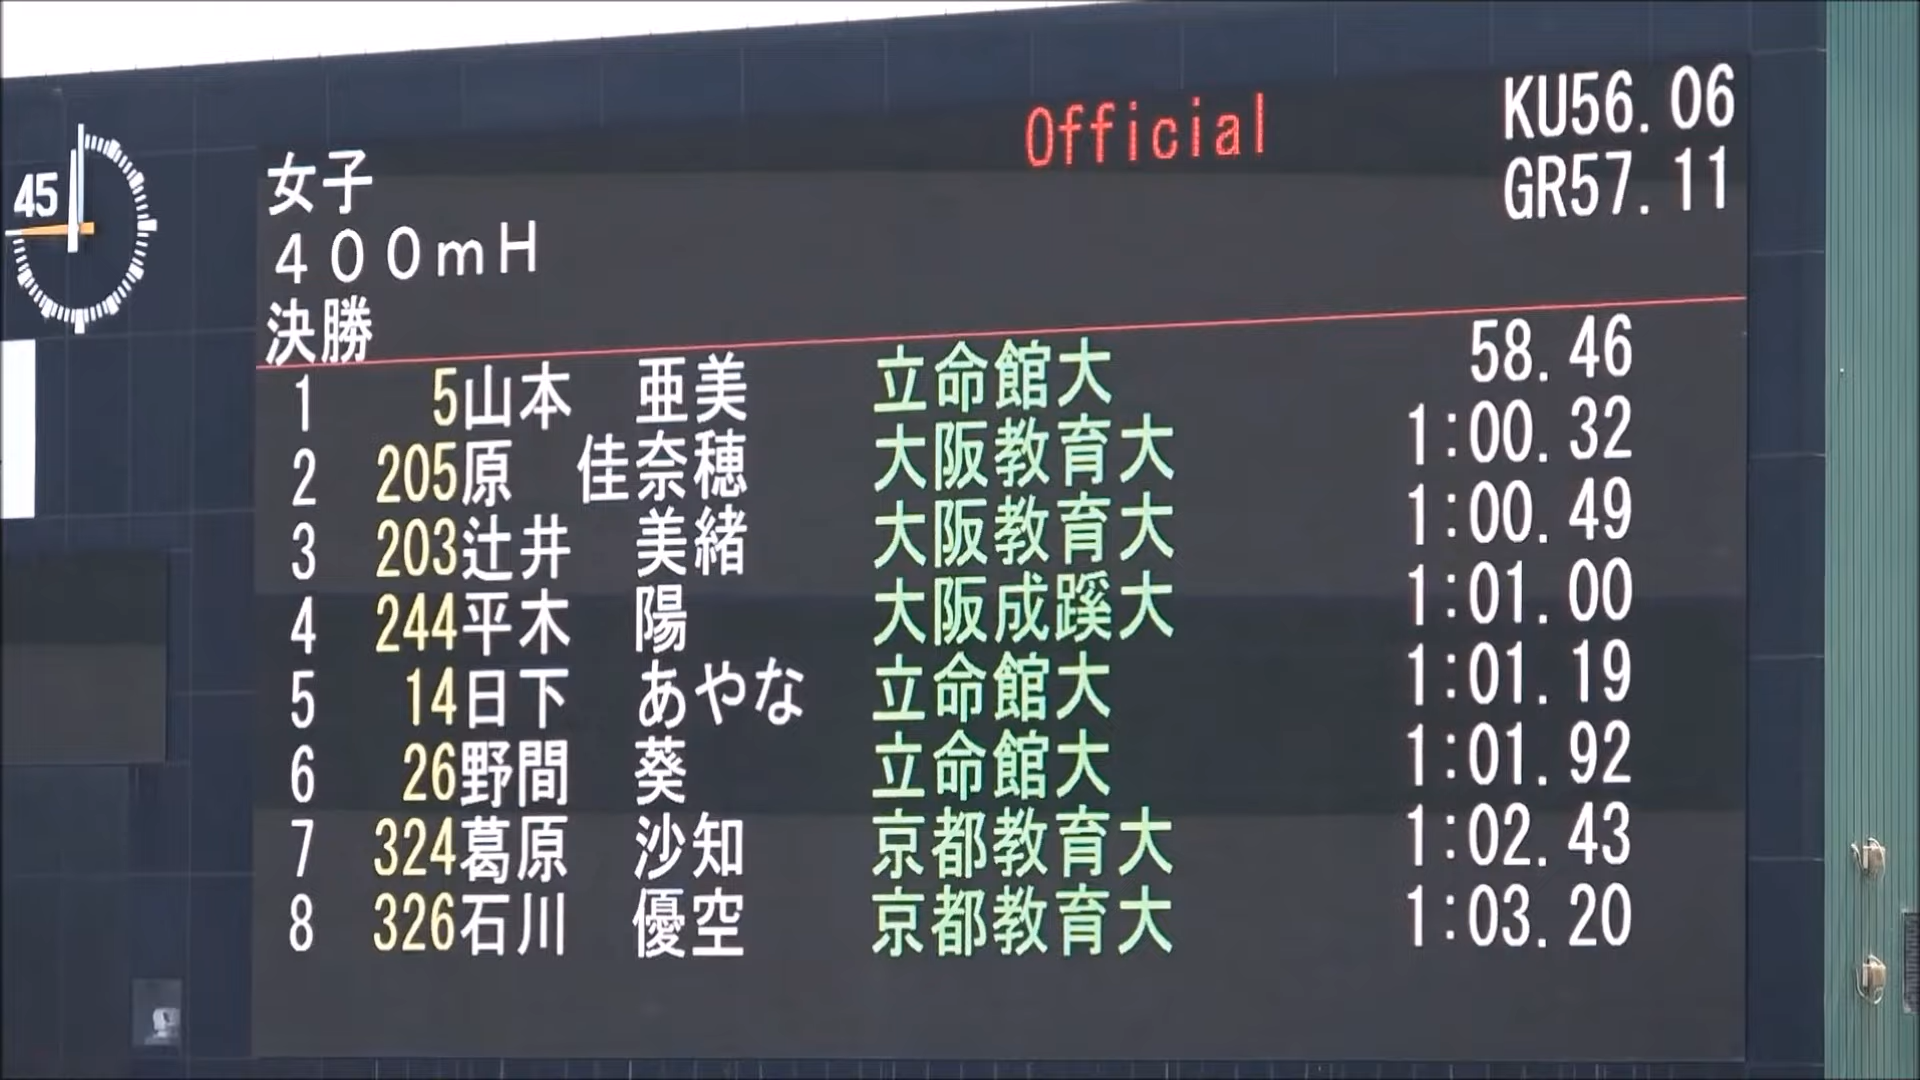 45
Official
KU56.06
GR57.11
女子
400mH
決勝
1 5山本 亜美 立命館大 58.46
2 205原 佳奈穂 大阪教育大 1:00.32
3 203辻井 美緒 大阪教育大 1:00.49
4 244平木 陽 大阪成蹊大 1:01.00
5 14日下 あやな 立命館大 1:01.19
6 26野間 葵 立命館大 1:01.92
7 324葛原 沙知 京都教育大 1:02.43
8 326石川 優空 京都教育大 1:03.20